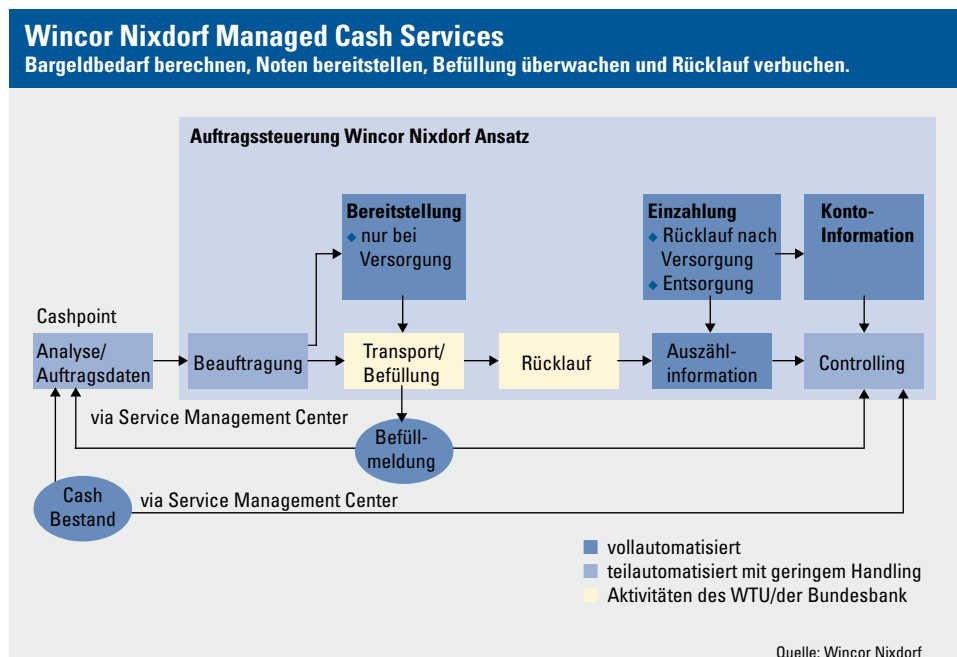 Wincor Nixdorf Managed Cash Services
Bargeldbedarf berechnen, Noten bereitstellen, Befüllung überwachen und Rücklauf verbuchen.
Auftragssteuerung Wincor Nixdorf Ansatz
Bereitstellung
◆ nur bei
Versorgung
Einzahlung
◆ Rücklauf nach
Versorgung
◆ Entsorgung
Konto-
Information
Cashpoint
Analyse/
Auftragsdaten
Beauftragung
Transport/
Befüllung
Rücklauf
Auszähl-
information
Controlling
via Service Management Center
Befüll-
meldung
Cash
Bestand
via Service Management Center
vollautomatisiert
teilautomatisiert mit geringem Handling
Aktivitäten des WTU/der Bundesbank
Quelle: Wincor Nixdorf